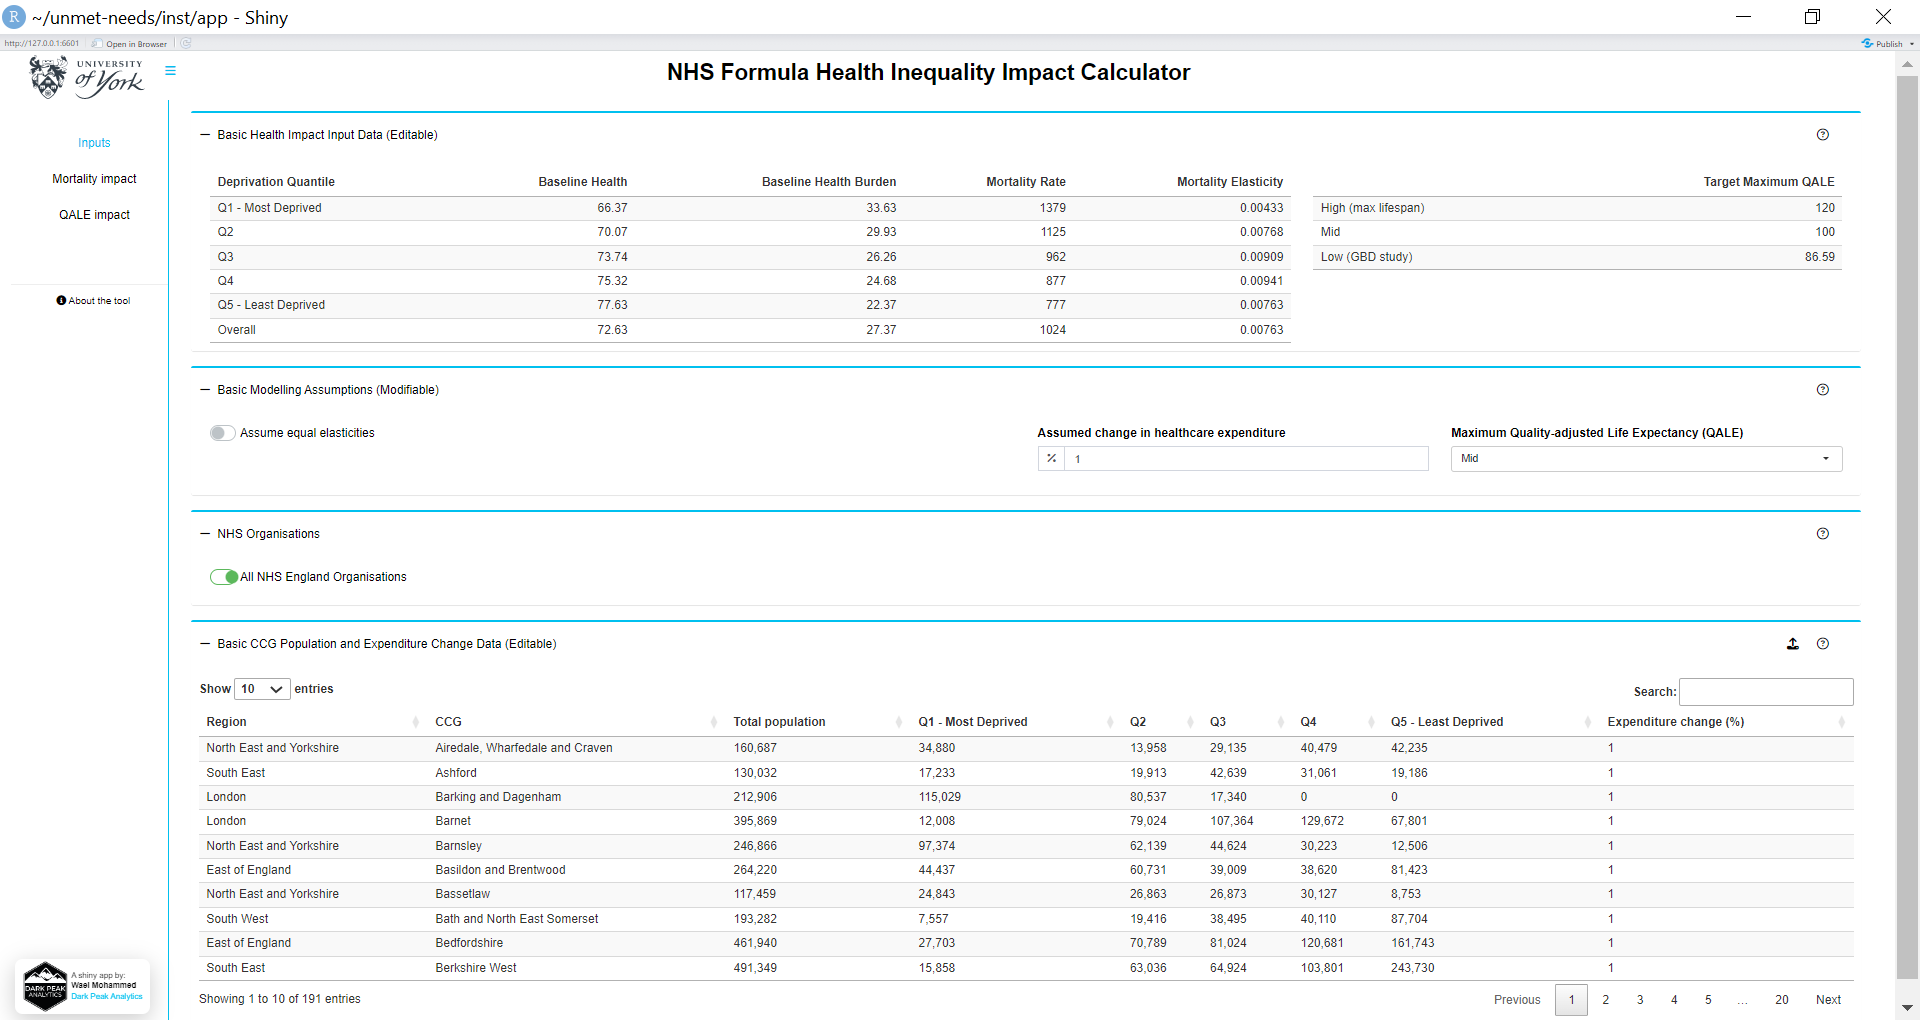 R ~/unmet-needs/inst/app - Shiny
http://127.0.0.1:6601 Open in Browser Publish
UNIVERSITY
of York
NHS Formula Health Inequality Impact Calculator
Inputs
Mortality impact
QALE impact
About the tool
Basic Health Impact Input Data (Editable)
Deprivation Quantile Baseline Health Baseline Health Burden Mortality Rate Mortality Elasticity
Q1 - Most Deprived 66.37 33.63 1379 0.00433
Q2 70.07 29.93 1125 0.00768
Q3 73.74 26.26 962 0.00909
Q4 75.32 24.68 877 0.00941
Q5 - Least Deprived 77.63 22.37 777 0.00763
Overall 72.63 27.37 1024 0.00763
Target Maximum QALE
High (max lifespan) 120
Mid 100
Low (GBD study) 86.59
Basic Modelling Assumptions (Modifiable)
Assume equal elasticities
Assumed change in healthcare expenditure
% 1
Maximum Quality-adjusted Life Expectancy (QALE)
Mid
NHS Organisations
All NHS England Organisations
Basic CCG Population and Expenditure Change Data (Editable)
Show 10 entries
Search:
Region CCG Total population Q1 - Most Deprived Q2 Q3 Q4 Q5 - Least Deprived Expenditure change (%)
North East and Yorkshire Airedale, Wharfedale and Craven 160,687 34,880 13,958 29,135 40,479 42,235 1
South East Ashford 130,032 17,233 19,913 42,639 31,061 19,186 1
London Barking and Dagenham 212,906 115,029 80,537 17,340 0 0 1
London Barnet 395,869 12,008 79,024 107,364 129,672 67,801 1
North East and Yorkshire Barnsley 246,866 97,374 62,139 44,624 30,223 12,506 1
East of England Basildon and Brentwood 264,220 44,437 60,731 39,009 38,620 81,423 1
North East and Yorkshire Bassetlaw 117,459 24,843 26,863 26,873 30,127 8,753 1
South West Bath and North East Somerset 193,282 7,557 19,416 38,495 40,110 87,704 1
East of England Bedfordshire 461,940 27,703 70,789 81,024 120,681 161,743 1
South East Berkshire West 491,349 15,858 63,036 64,924 103,801 243,730 1
Showing 1 to 10 of 191 entries
Previous 1 2 3 4 5 … 20 Next
DARK PEAK
ANALYTICS
A shiny app by:
Wael Mohammed
Dark Peak Analytics